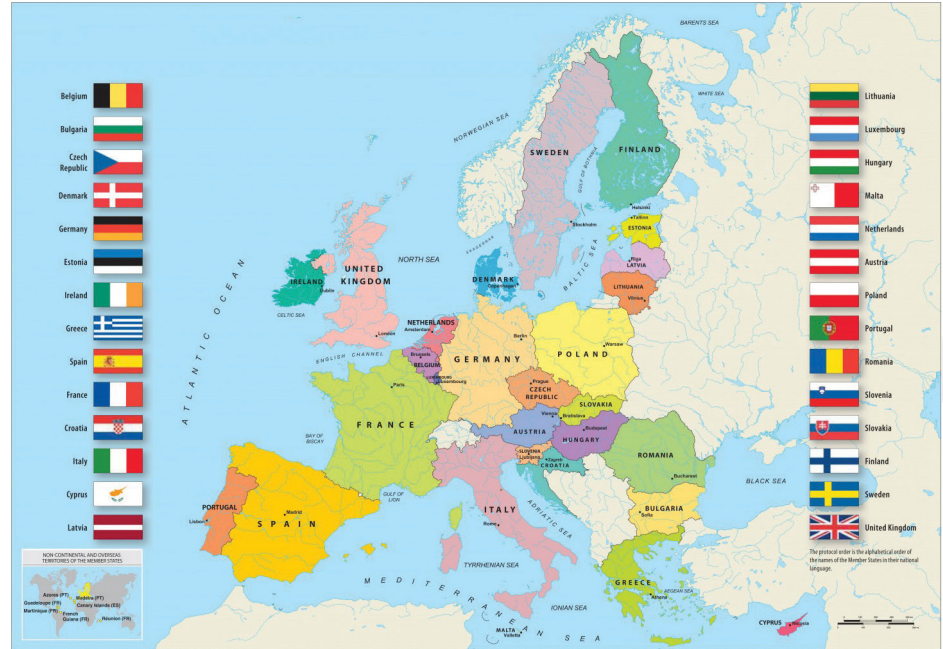 Belgium
Bulgaria
Czech
Republic
Denmark
Germany
Estonia
Ireland
Greece
Spain
France
Croatia
Italy
Cyprus
Latvia
NON-CONTINENTAL AND OVERSEAS
TERRITORIES OF THE MEMBER STATES
Azores (PT)
Madeira (PT)
Guadeloupe (FR)
Canary Islands (ES)
Martinique (FR)
French
Guiana (FR)
Réunion (FR)
BARENTS SEA
WHITE SEA
NORWEGIAN SEA
SWEDEN
FINLAND
GULF OF BOTHNIA
Helsinki
Stockholm
Tallinn
ESTONIA
Riga
LATVIA
LITHUANIA
Vilnius
BALTIC SEA
SKAGERRAK
DENMARK
Copenhagen
NORTH SEA
UNITED
KINGDOM
IRELAND
Dublin
CELTIC SEA
London
ATLANTIC OCEAN
ENGLISH CHANNEL
NETHERLANDS
Amsterdam
Brussels
BELGIUM
LUXEMBOURG
Luxembourg
GERMANY
Berlin
POLAND
Warsaw
Prague
CZECH
REPUBLIC
SLOVAKIA
Vienna
Bratislava
AUSTRIA
Budapest
HUNGARY
Paris
FRANCE
BAY OF
BISCAY
SLOVENIA
Ljubljana
Zagreb
CROATIA
ROMANIA
Bucharest
BLACK SEA
BULGARIA
Sofia
GULF OF
LION
PORTUGAL
Lisbon
Madrid
SPAIN
ITALY
Rome
ADRIATIC SEA
TYRRHENIAN SEA
MEDITERRANEAN SEA
IONIAN SEA
GREECE
AEGEAN SEA
Athens
MALTA
Valletta
CYPRUS
Nicosia
Lithuania
Luxembourg
Hungary
Malta
Netherlands
Austria
Poland
Portugal
Romania
Slovenia
Slovakia
Finland
Sweden
United Kingdom
The protocol order is the alphabetical order
of the names of the Member States in their national
language.